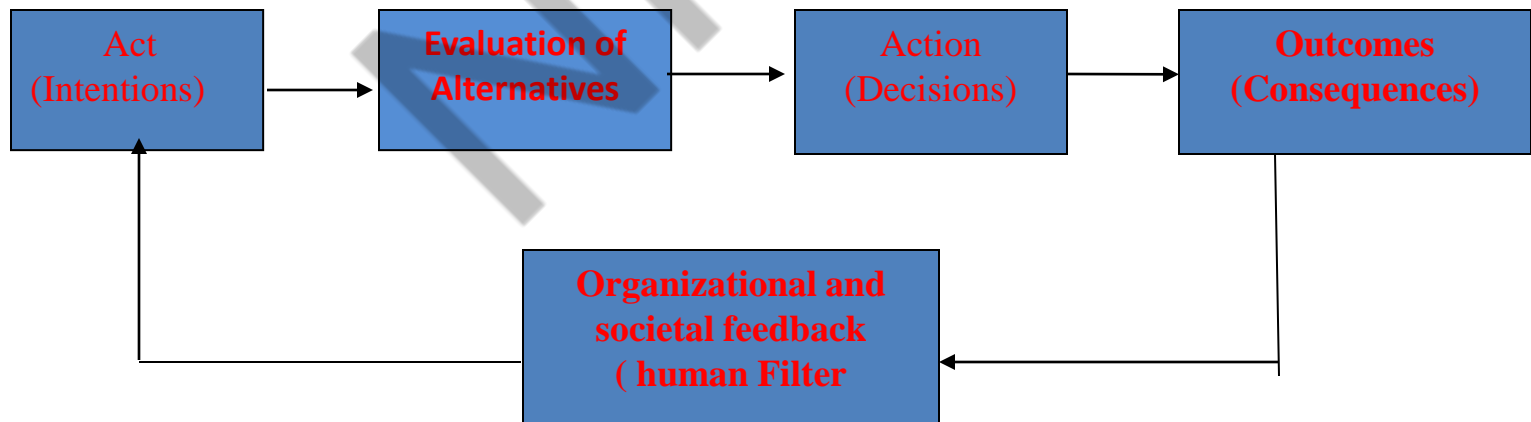 Act
(Intentions)
Evaluation of
Alternatives
Action
(Decisions)
Outcomes
(Consequences)
Organizational and
societal feedback
( human Filter